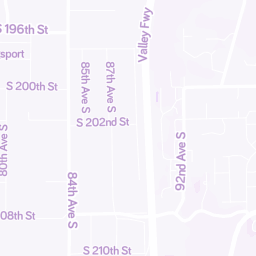 S 196th St
Valley Fwy
sport
85th Ave S
87th Ave S
S 200th St
S 202nd St
80th Ave S
92nd Ave S
84th Ave S
08th St
S 210th St